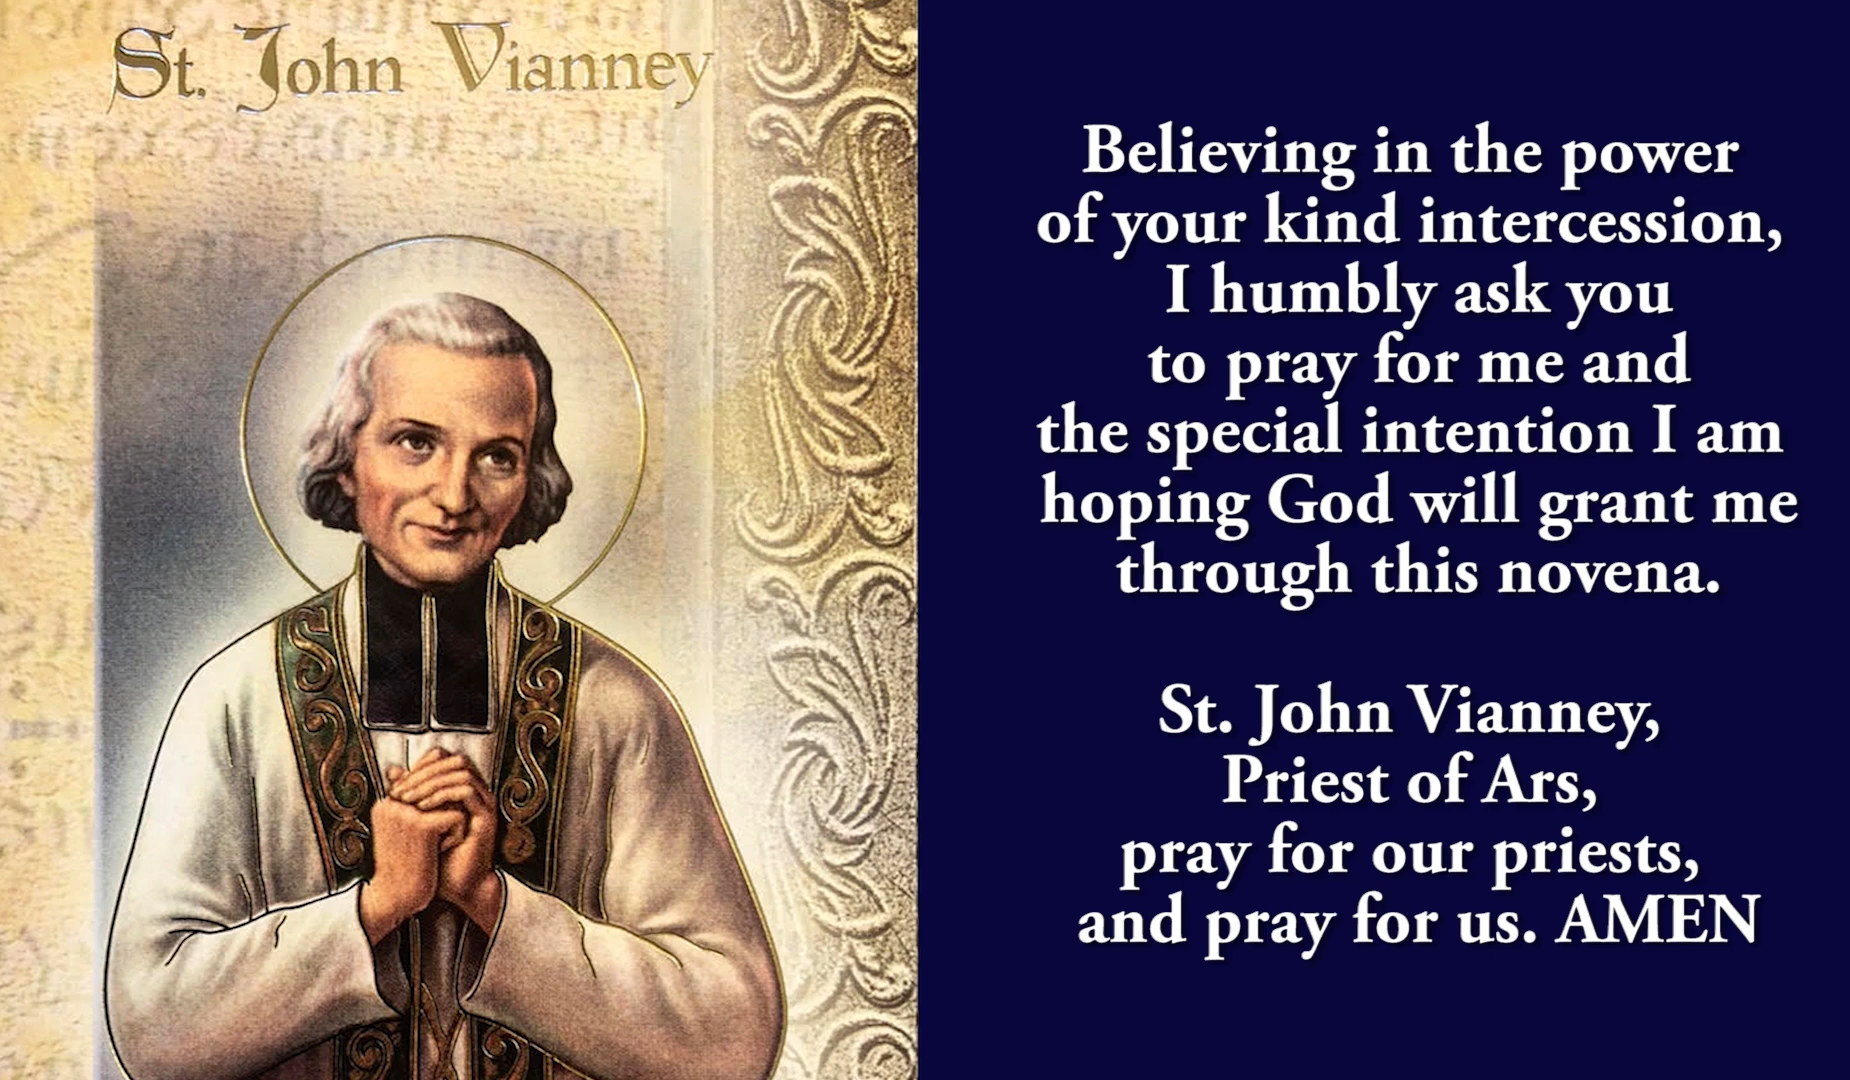 St. John Vianney
Believing in the power
of your kind intercession,
I humbly ask you
to pray for me and
the special intention I am
hoping God will grant me
through this novena.
St. John Vianney,
Priest of Ars,
pray for our priests,
and pray for us. AMEN